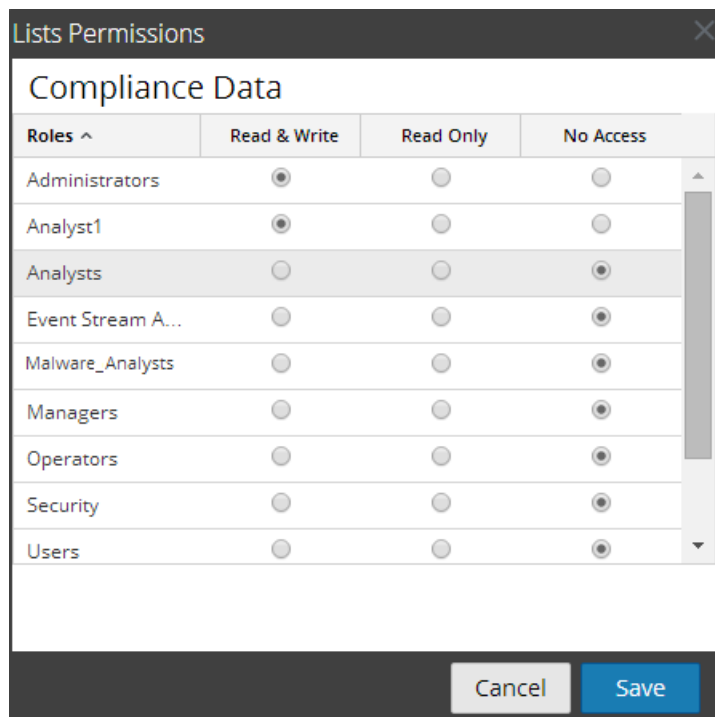 Lists Permissions
Compliance Data
Roles Read & Write Read Only No Access
Administrators
Analyst1
Analysts
Event Stream A...
Malware_Analysts
Managers
Operators
Security
Users
Cancel Save